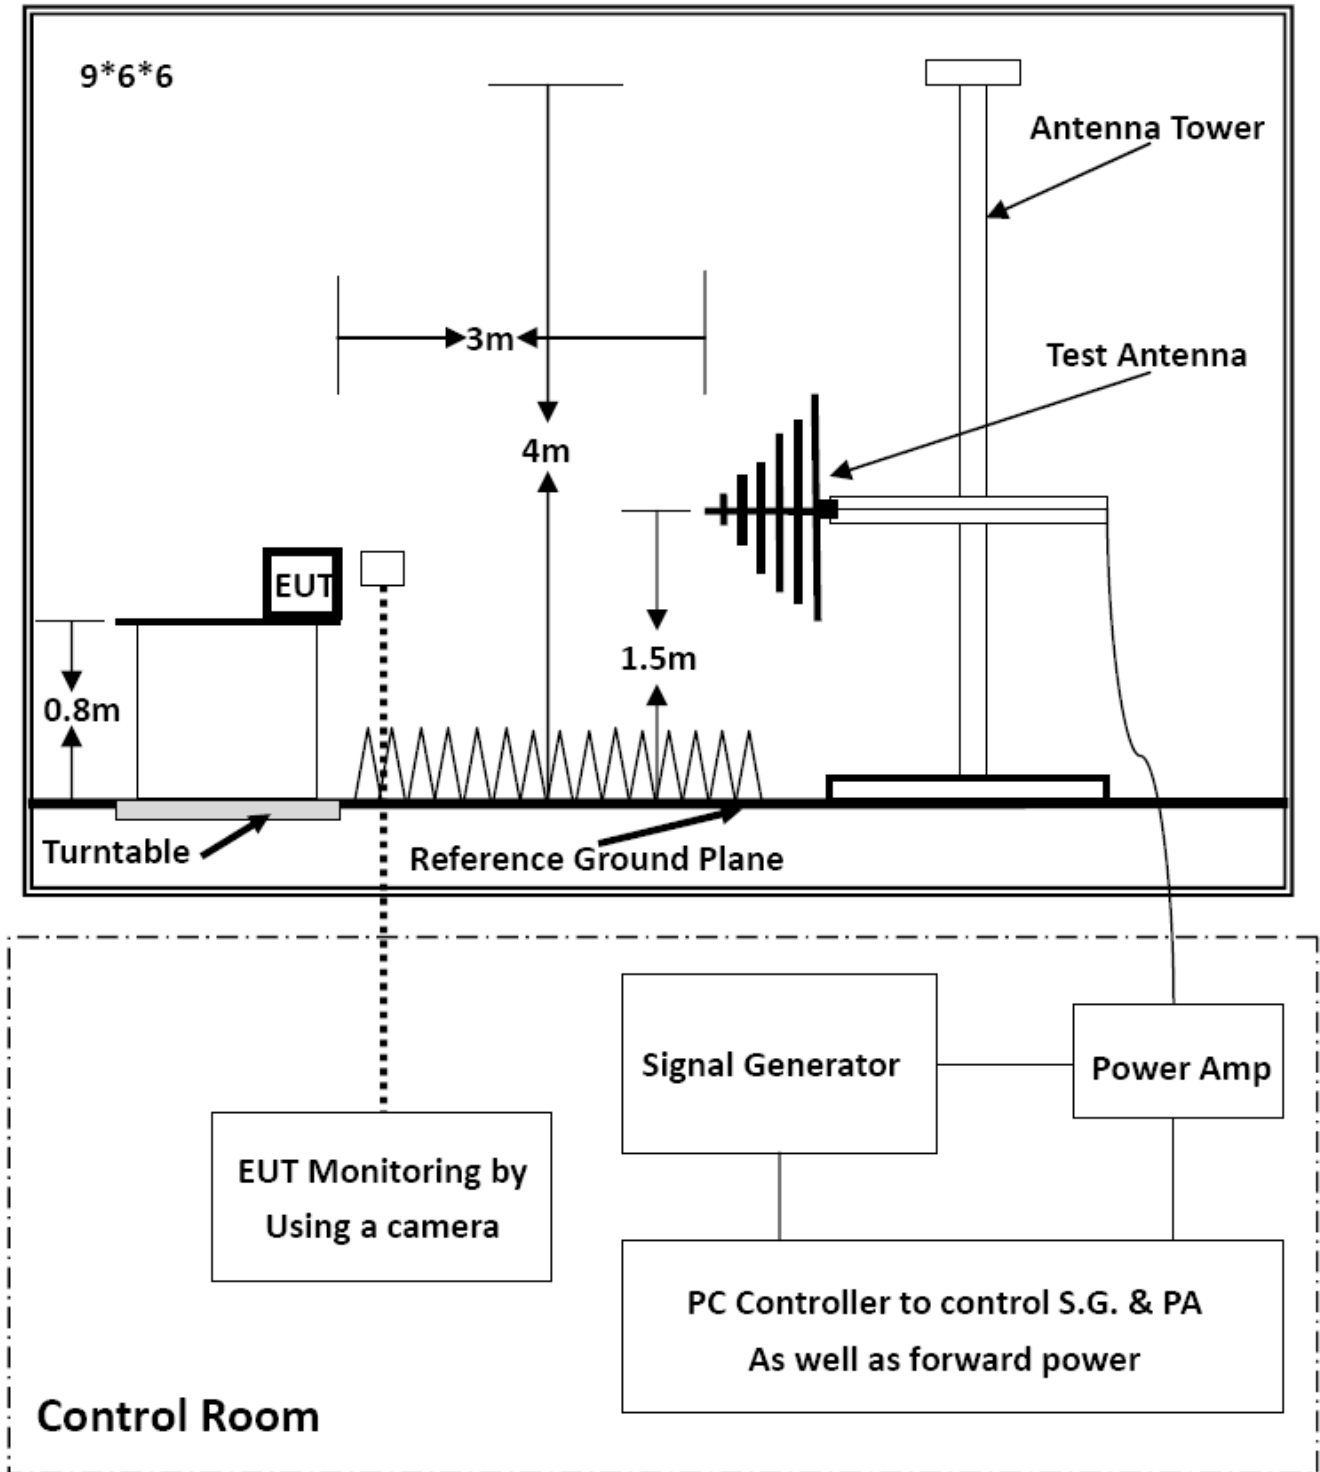 9*6*6
Antenna Tower
3m
Test Antenna
4m
EUT
1.5m
0.8m
Turntable
Reference Ground Plane
Signal Generator
Power Amp
EUT Monitoring by
Using a camera
PC Controller to control S.G. & PA
As well as forward power
Control Room